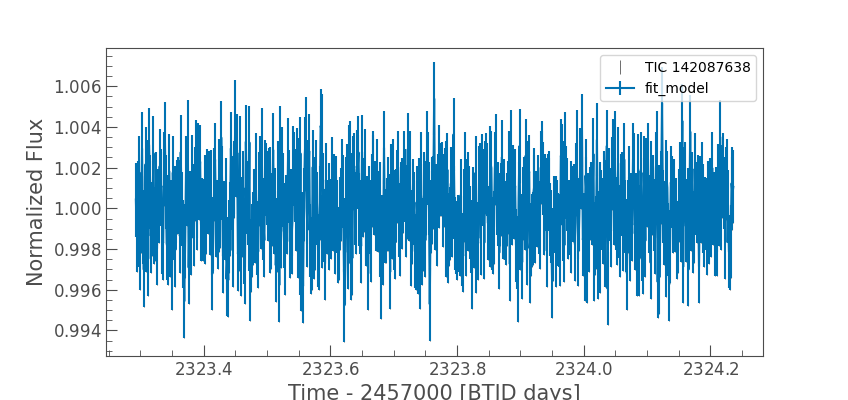 TIC 142087638
fit_model
1.006
1.004
1.002
1.000
0.998
0.996
0.994
Normalized Flux
2323.4 2323.6 2323.8 2324.0 2324.2
Time - 2457000 [BTJD days]